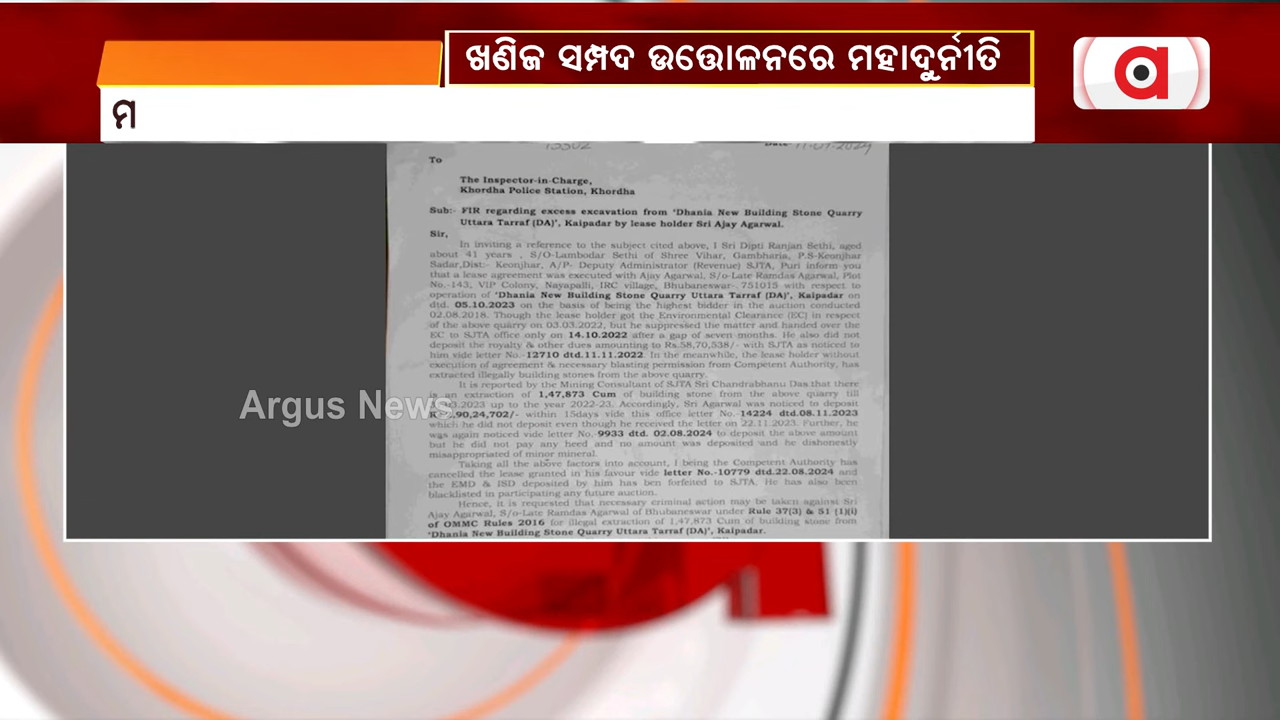 ଖଣିଜ ସମ୍ପଦ ଉତ୍ତୋଳନରେ ମହାଦୁର୍ନୀତି
a
ମ
To
The Inspector-in-Charge,
Khordha Police Station, Khordha
Sub:- FIR regarding excess excavation from 'Dhania New Building Stone Quarry
Uttara Tarraf (DA)', Kaipadar by lease holder Sri Ajay Agarwal.
Sir,
In inviting a reference to the subject cited above, I Sri Dipti Ranjan Sethi, aged
about 41 years , S/O-Lambodar Sethi of Shree Vihar, Gambharia, P.S-Keonjhar
Sadar,Dist:- Keonjhar, A/P- Deputy Administrator (Revenue) SJTA, Puri inform you
that a lease agreement was executed with Ajay Agarwal, S/o-Late Ramdas Agarwal, Plot
No.-143, VIP Colony, Nayapalli, IRC village, Bhubaneswar- 751015 with respect to
operation of 'Dhania New Building Stone Quarry Uttara Tarraf (DA)', Kaipadar on
dtd. 05.10.2023 on the basis of being the highest bidder in the auction conducted
02.08.2018. Though the lease holder got the Environmental Clearance (EC) in respect
of the above quarry on 03.03.2022, but he suppressed the matter and handed over the
EC to SJTA office only on 14.10.2022 after a gap of seven months. He also did not
deposit the royalty & other dues amounting to Rs.58,70,538/- with SJTA as noticed to
him vide letter No.-12710 dtd.11.11.2022. In the meanwhile, the lease holder without
execution of agreement & necessary blasting permission from Competent Authority, has
extracted illegally building stones from the above quarry.
It is reported by the Mining Consultant of SJTA Sri Chandrabhanu Das that there
an extraction of 1,47,873 Cum of building stone from the above quarry till
.2023 up to the year 2022-23. Accordingly, Sri Agarwal was noticed to deposit
,90,24,702/- within 15days vide this office letter No.-14224 dtd.08.11.2023
which he did not deposit even though he received the letter on 22.11.2023. Further, he
was again noticed vide letter No.-9933 dtd. 02.08.2024 to deposit the above amount
but he did not pay any heed and no amount was deposited and he dishonestly
misappropriated of minor mineral.
Taking all the above factors into account, I being the Competent Authority has
cancelled the lease granted in his favour vide letter No.-10779 dtd.22.08.2024 and
the EMD & ISD deposited by him has ben forfeited to SJTA. He has also been
blacklisted in participating any future auction.
Hence, it is requested that necessary criminal action may be taken against Sri
Ajay Agarwal, S/o-Late Ramdas Agarwal of Bhubaneswar under Rule 37(3) & 51 (1)(i)
of OMMC Rules 2016 for illegal extraction of 1,47,873 Cum of building stone from
'Dhania New Building Stone Quarry Uttara Tarraf (DA)', Kaipadar.
Argus News